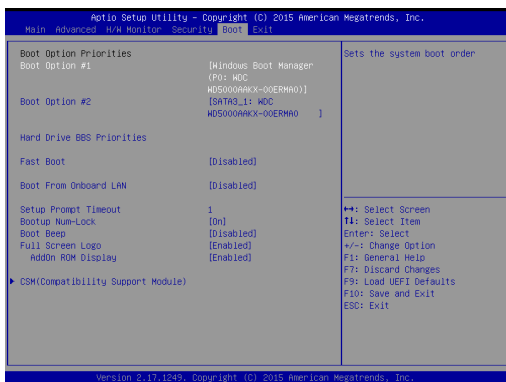 Aptio Setup Utility – Copyright (C) 2015 American Megatrends, Inc.
Main Advanced H/W Monitor Security Boot Exit
Boot Option Priorities
Boot Option #1 [Windows Boot Manager
(P0: WDC
WD5000AAKX-00ERMA0)]
Boot Option #2 [SATA3_1: WDC
WD5000AAKX-00ERMA0 ]
Hard Drive BBS Priorities
Fast Boot [Disabled]
Boot From Onboard LAN [Disabled]
Setup Prompt Timeout 1
Bootup Num-Lock [On]
Boot Beep [Disabled]
Full Screen Logo [Enabled]
AddOn ROM Display [Enabled]
CSM(Compatibility Support Module)
Sets the system boot order
↔: Select Screen
↑↓: Select Item
Enter: Select
+/-: Change Option
F1: General Help
F7: Discard Changes
F9: Load UEFI Defaults
F10: Save and Exit
ESC: Exit
Version 2.17.1249. Copyright (C) 2015 American Megatrends, Inc.